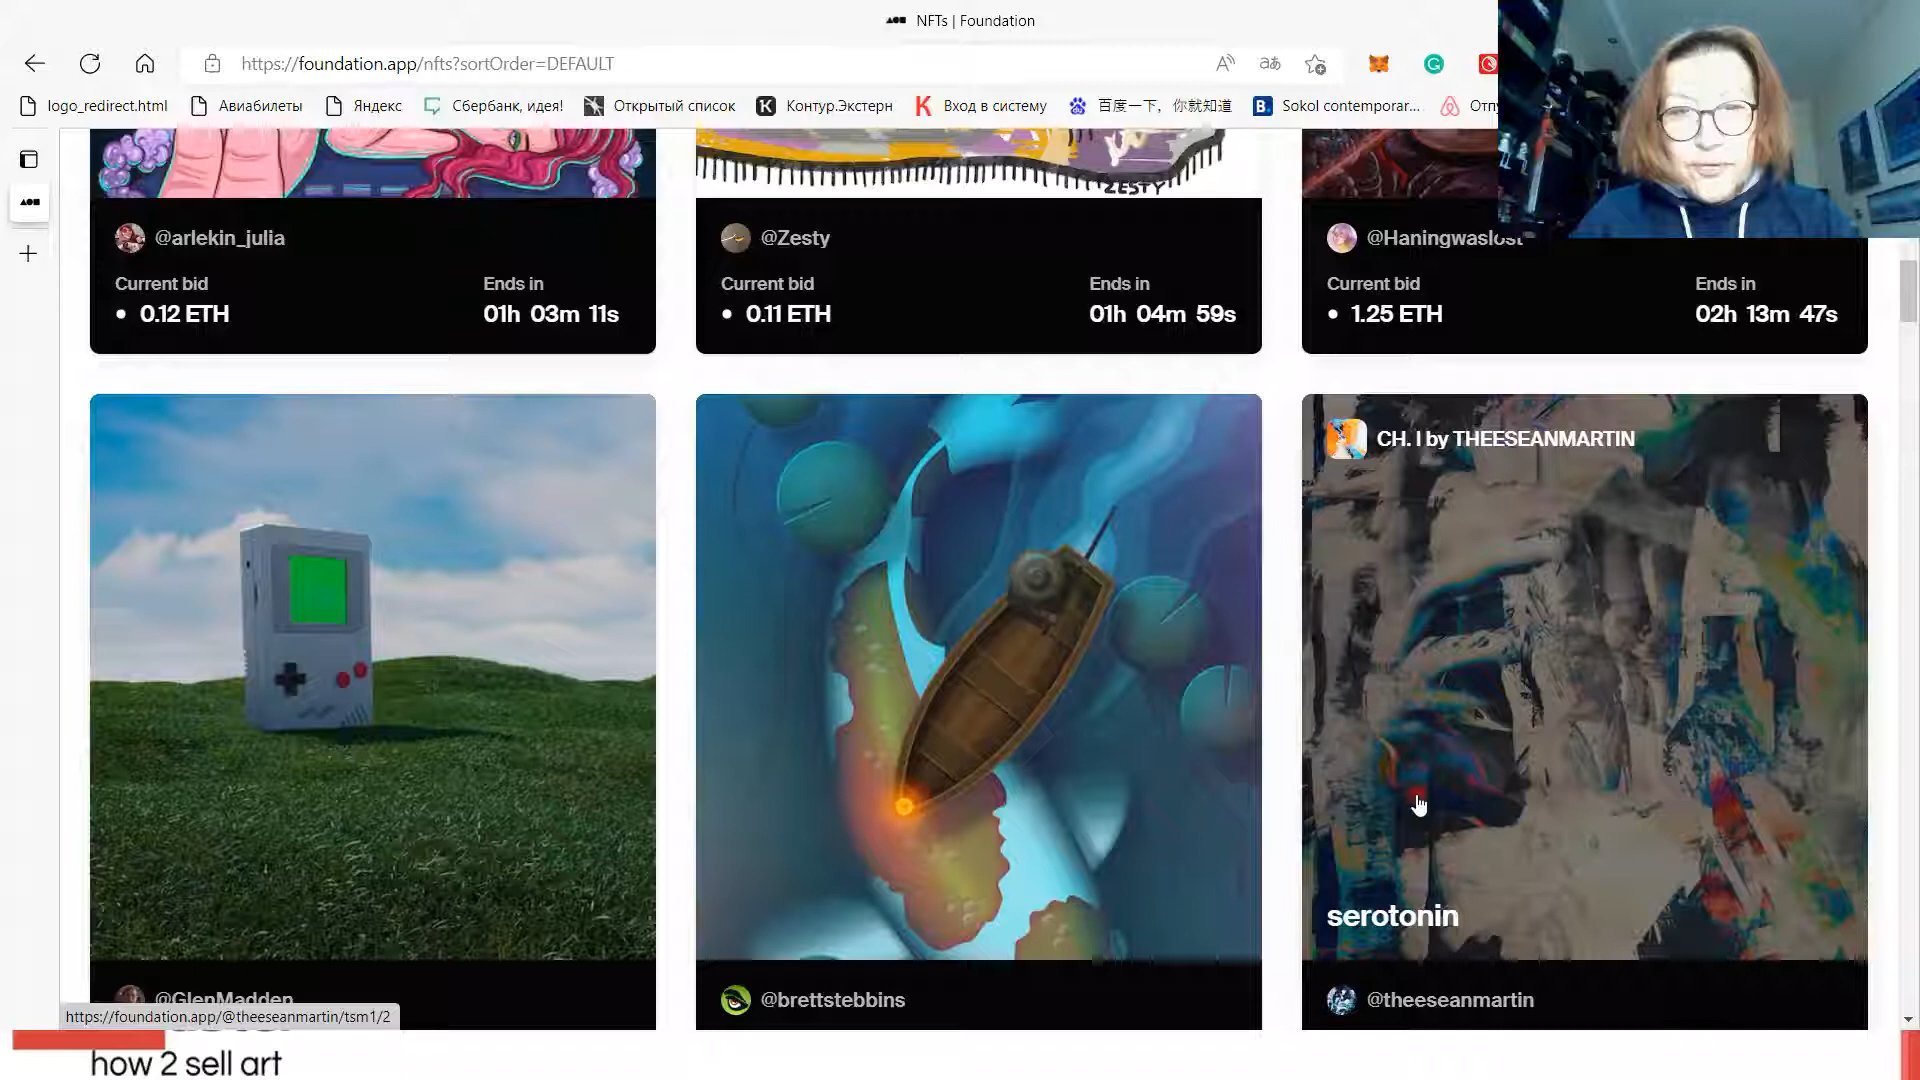 NFTs | Foundation
https://foundation.app/nfts?sortOrder=DEFAULT
logo_redirect.html
Авиабилеты
Яндекс
Сбербанк, идея!
Открытый список
Контур.Экстерн
Вход в систему
百度一下，你就知道
Sokol contemporar...
ZESTY
@arlekin_julia
@Zesty
@Haningwaslost
Current bid
Ends in
Current bid
Ends in
Current bid
Ends in
0.12 ETH
01h 03m 11s
0.11 ETH
01h 04m 59s
1.25 ETH
02h 13m 47s
CH. I by THEESEANMARTIN
serotonin
@GlenMadden
@brettstebbins
@theeseanmartin
https://foundation.app/@theeseanmartin/tsm1/2
how 2 sell art